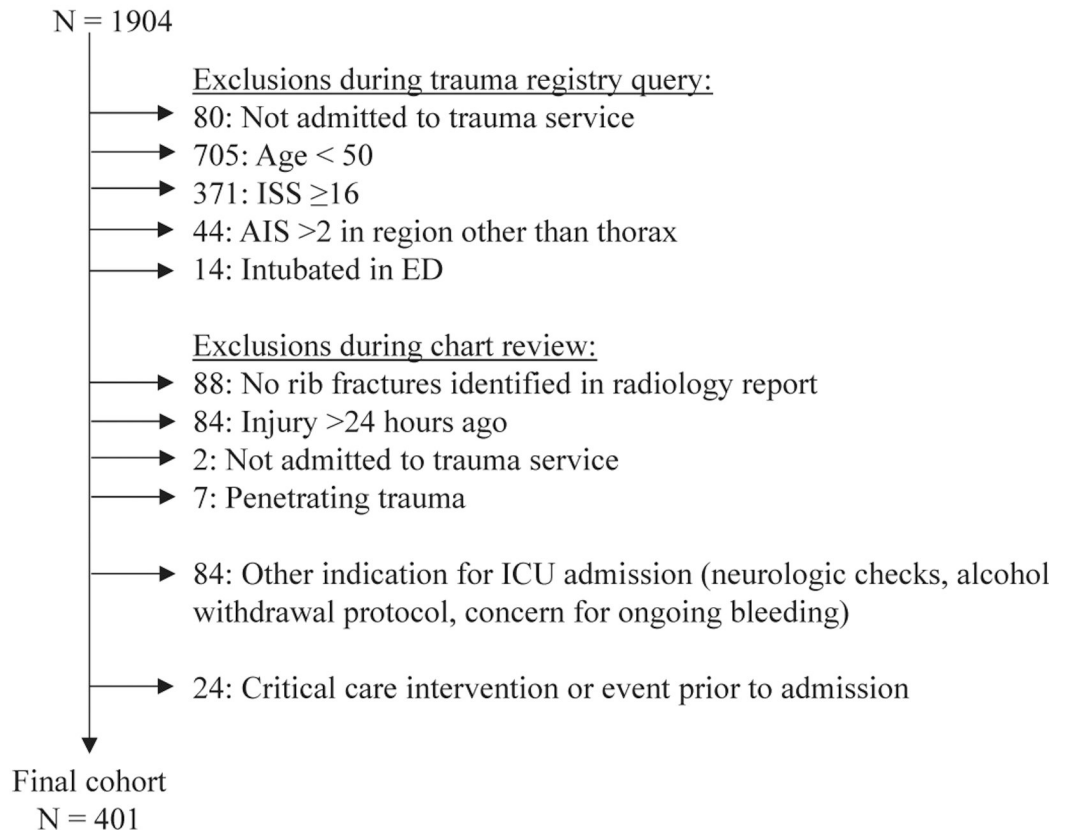 N = 1904
Exclusions during trauma registry query:
80: Not admitted to trauma service
705: Age < 50
371: ISS ≥16
44: AIS >2 in region other than thorax
14: Intubated in ED
Exclusions during chart review:
88: No rib fractures identified in radiology report
84: Injury >24 hours ago
2: Not admitted to trauma service
7: Penetrating trauma
84: Other indication for ICU admission (neurologic checks, alcohol
withdrawal protocol, concern for ongoing bleeding)
24: Critical care intervention or event prior to admission
Final cohort
N = 401